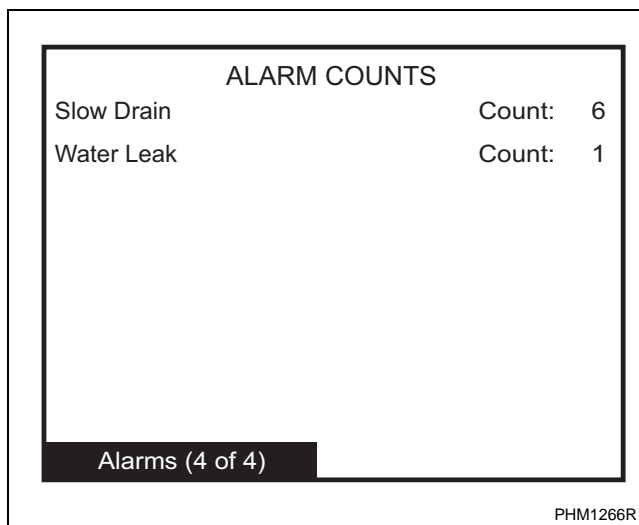 ALARM COUNTS
Slow Drain Count: 6
Water Leak Count: 1
Alarms (4 of 4)
PHM1266R